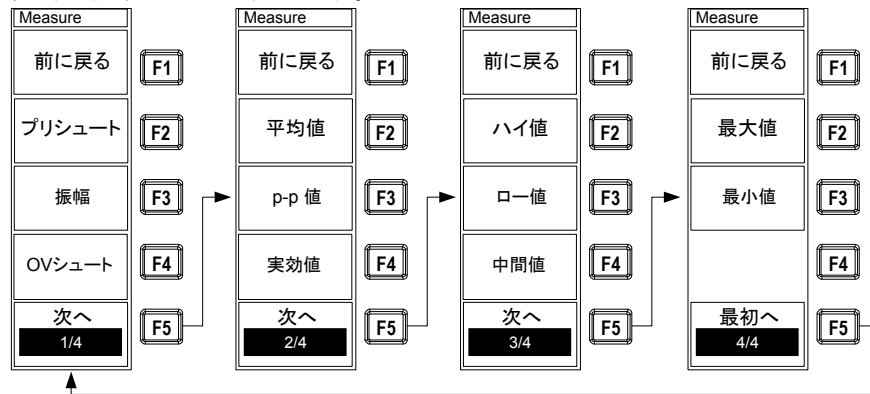 Measure
前に戻る
F1
プリシュート
F2
振幅
F3
OVシュート
F4
次へ
1/4
F5
Measure
前に戻る
F1
平均値
F2
p-p 値
F3
実効値
F4
次へ
2/4
F5
Measure
前に戻る
F1
ハイ値
F2
ロー値
F3
中間値
F4
次へ
3/4
F5
Measure
前に戻る
F1
最大値
F2
最小値
F3
F4
最初へ
4/4
F5